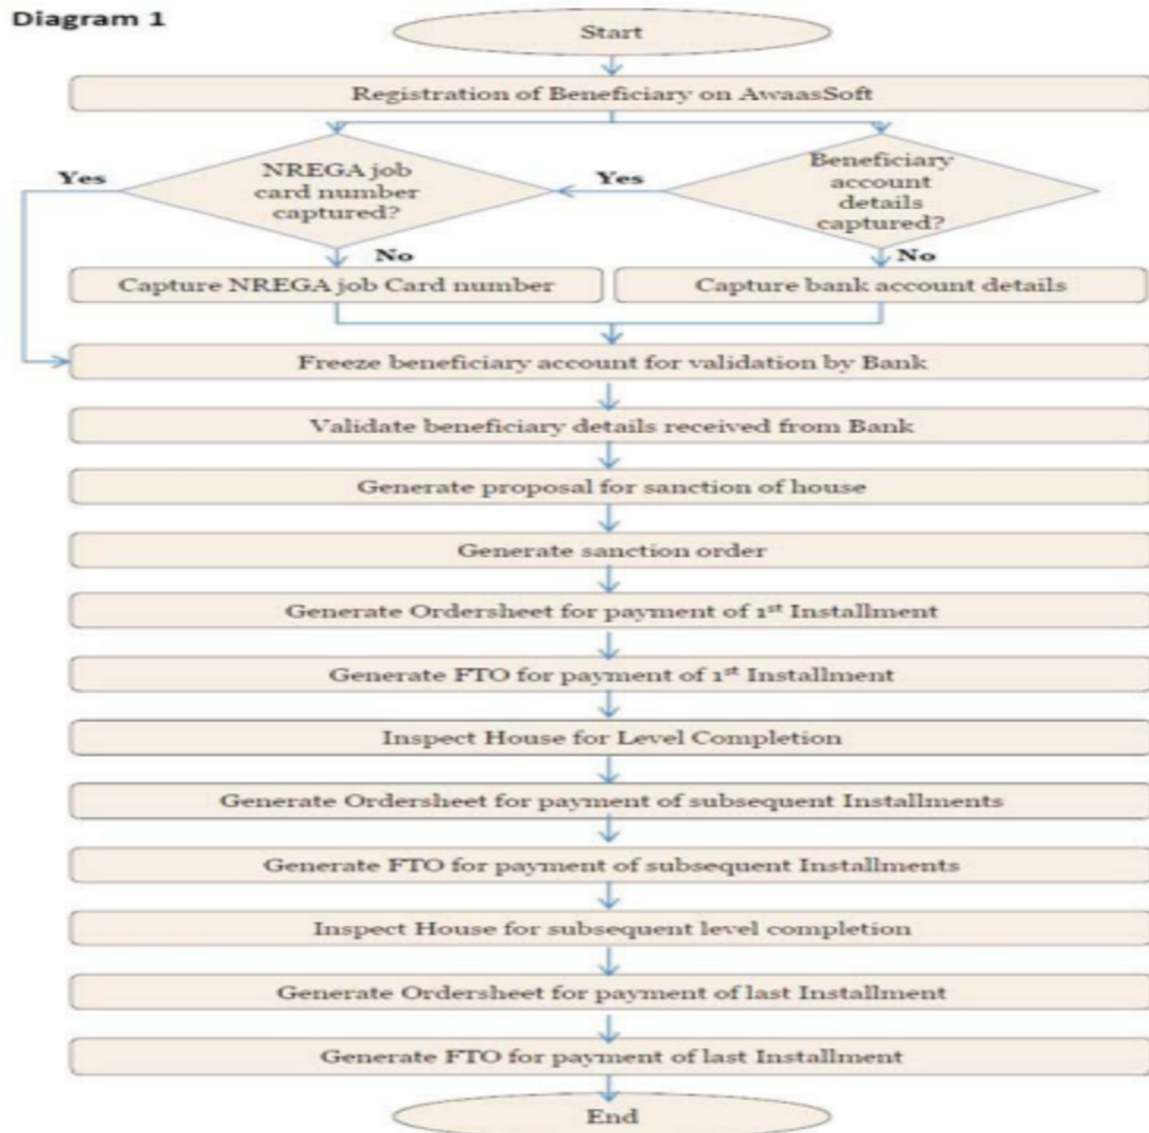 Diagram 1
Start
Registration of Beneficiary on AwaasSoft
Yes
NREGA job
card number
captured?
Yes
Beneficiary
account
details
captured?
No
No
Capture NREGA job Card number
Capture bank account details
Freeze beneficiary account for validation by Bank
Validate beneficiary details received from Bank
Generate proposal for sanction of house
Generate sanction order
Generate Ordersheet for payment of 1st Installment
Generate FTO for payment of 1st Installment
Inspect House for Level Completion
Generate Ordersheet for payment of subsequent Installments
Generate FTO for payment of subsequent Installments
Inspect House for subsequent level completion
Generate Ordersheet for payment of last Installment
Generate FTO for payment of last Installment
End